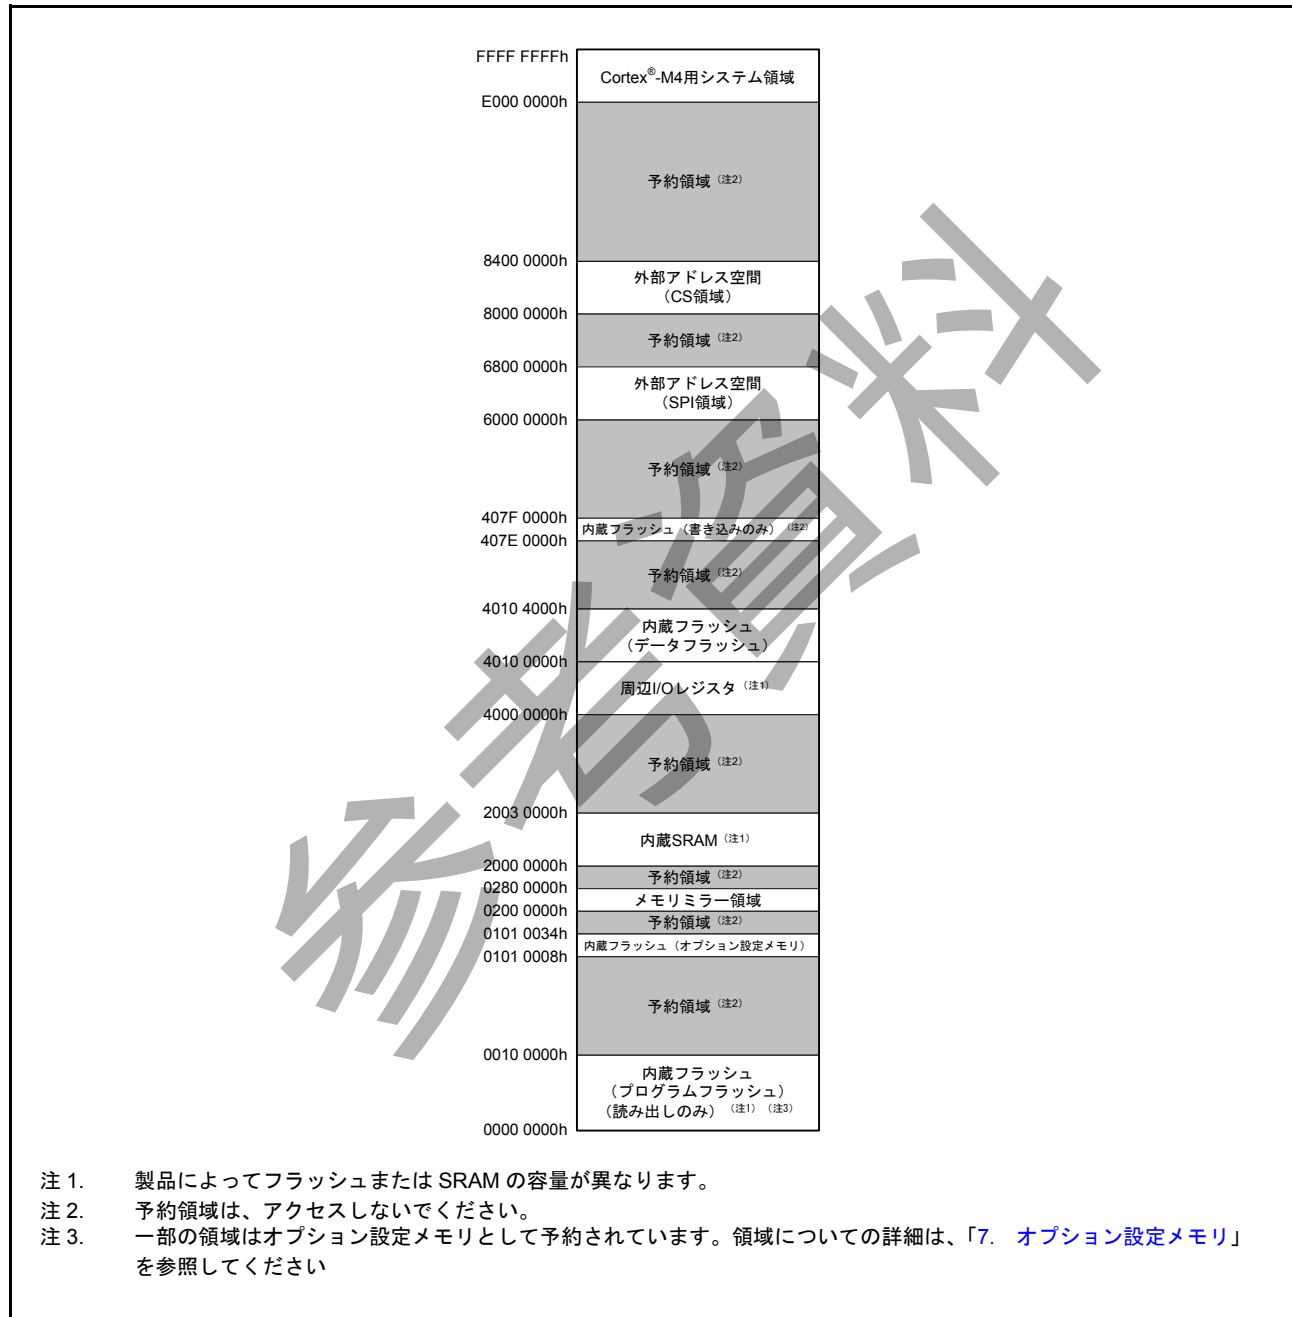 FFFF FFFFh
Cortex®-M4用システム領域
E000 0000h
予約領域（注2）
8400 0000h
外部アドレス空間
（CS領域）
8000 0000h
予約領域（注2）
6800 0000h
外部アドレス空間
（SPI領域）
6000 0000h
予約領域（注2）
407F 0000h
内蔵フラッシュ（書き込みのみ）（注2）
407E 0000h
予約領域（注2）
4010 4000h
内蔵フラッシュ
（データフラッシュ）
4010 0000h
周辺I/Oレジスタ（注1）
4000 0000h
予約領域（注2）
2003 0000h
内蔵SRAM（注1）
2000 0000h
予約領域（注2）
0280 0000h
メモリミラー領域
0200 0000h
予約領域（注2）
0101 0034h
内蔵フラッシュ（オプション設定メモリ）
0101 0008h
予約領域（注2）
0010 0000h
内蔵フラッシュ
（プログラムフラッシュ）
（読み出しのみ）（注1）（注3）
0000 0000h
参考資料
注 1. 製品によってフラッシュまたは SRAM の容量が異なります。
注 2. 予約領域は、アクセスしないでください。
注 3. 一部の領域はオプション設定メモリとして予約されています。領域についての詳細は、「7. オプション設定メモリ」
を参照してください